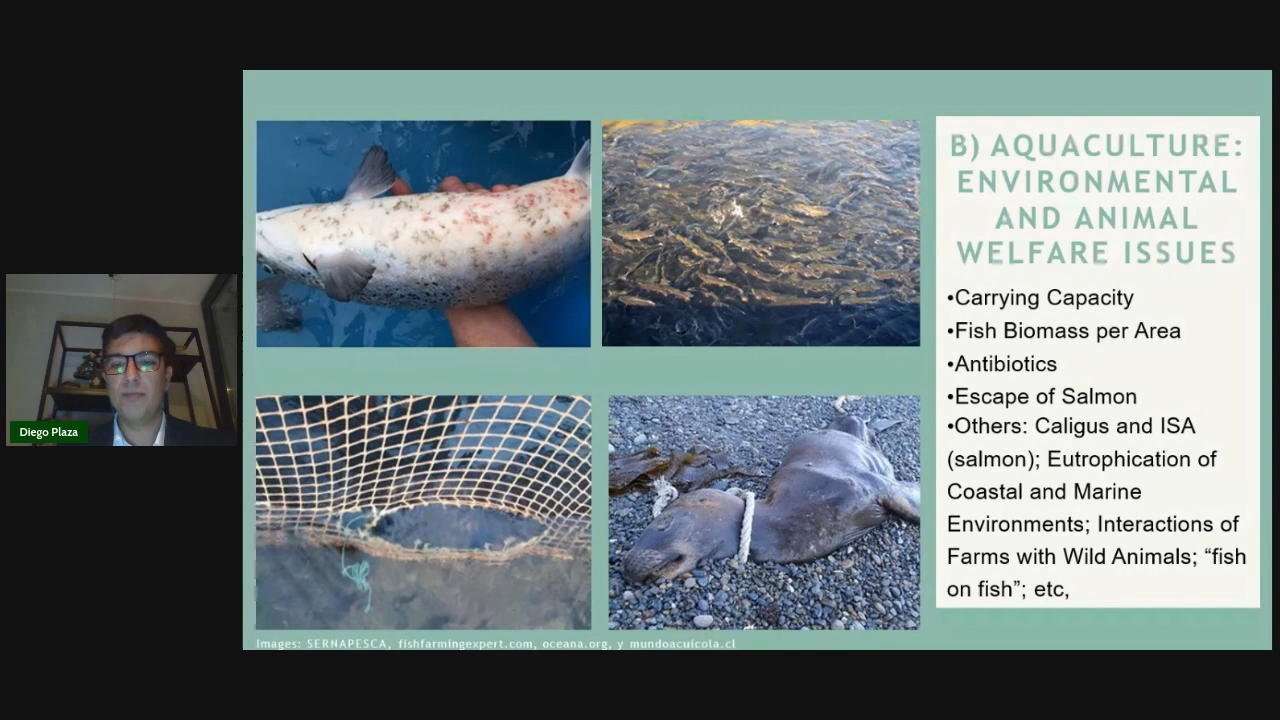 B) AQUACULTURE:
ENVIRONMENTAL
AND ANIMAL
WELFARE ISSUES
•Carrying Capacity
•Fish Biomass per Area
•Antibiotics
•Escape of Salmon
•Others: Caligus and ISA
(salmon); Eutrophication of
Coastal and Marine
Environments; Interactions of
Farms with Wild Animals; “fish
on fish”; etc,
Images: SERNAPESCA, fishfarmingexpert.com, oceana.org, y mundoacuicola.cl
Diego Plaza